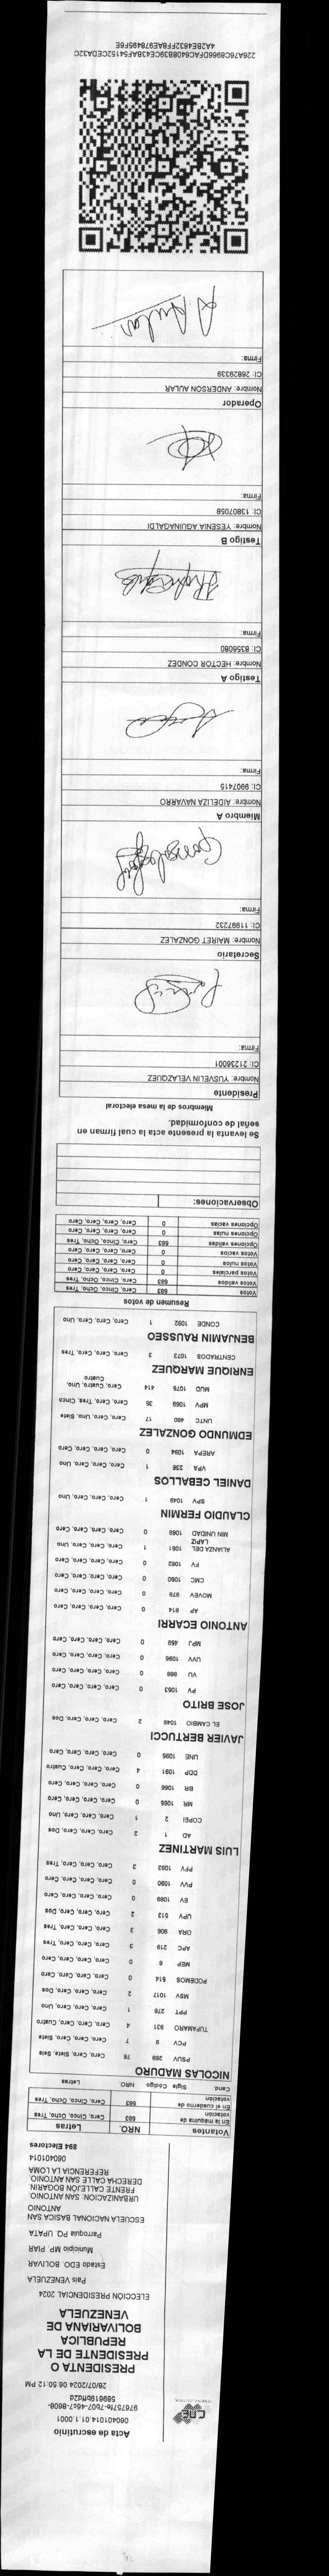 CNE
Acta de escrutinio
060401014.01.1.0001
976757fe-7b07-46c7-8608-
589619bffd2d
28/07/2024 06:50:12 PM
PRESIDENTA O
PRESIDENTE DE LA
REPUBLICA
BOLIVARIANA DE
VENEZUELA
ELECCIÓN PRESIDENCIAL 2024
Pais VENEZUELA
Estado EDO. BOLIVAR
Municipio MP. PIAR
Parroquia PQ. UPATA
ESCUELA NACIONAL BASICA SAN
ANTONIO
URBANIZACION: SAN ANTONIO.
FRENTE CALLEJÓN BOGARIN.
DERECHA CALLE SAN ANTONIO.
REFERENCIA LA LOMA
060401014
894 Electores
Votantes NRO. Letras
En la máquina de votación 583 Cero, Cinco, Ocho, Tres
En el cuaderno de votación 583 Cero, Cinco, Ocho, Tres
Cand. Sigla Código NRO. Letras
NICOLAS MADURO
PSUV 269 76 Cero, Cero, Siete, Seis
PCV 9 7 Cero, Cero, Cero, Siete
TUPAMARO 931 4 Cero, Cero, Cero, Cuatro
PPT 276 1 Cero, Cero, Cero, Uno
MSV 1017 2 Cero, Cero, Cero, Dos
PODEMOS 514 0 Cero, Cero, Cero, Cero
MEP 6 0 Cero, Cero, Cero, Cero
APC 219 3 Cero, Cero, Cero, Tres
ORA 906 3 Cero, Cero, Cero, Tres
UPV 513 2 Cero, Cero, Cero, Dos
EV 1089 0 Cero, Cero, Cero, Cero
PVV 1090 0 Cero, Cero, Cero, Cero
PFV 1093 3 Cero, Cero, Cero, Tres
LUIS MARTINEZ
AD 1 2 Cero, Cero, Cero, Dos
COPEI 2 1 Cero, Cero, Cero, Uno
MR 1065 0 Cero, Cero, Cero, Cero
BR 1066 0 Cero, Cero, Cero, Cero
DDP 1091 4 Cero, Cero, Cero, Cuatro
UNE 1095 0 Cero, Cero, Cero, Cero
JAVIER BERTUCCI
EL CAMBIO 1048 2 Cero, Cero, Cero, Dos
JOSE BRITO
PV 1053 0 Cero, Cero, Cero, Cero
VU 868 0 Cero, Cero, Cero, Cero
UVV 1096 0 Cero, Cero, Cero, Cero
MPJ 458 0 Cero, Cero, Cero, Cero
ANTONIO ECARRI
AP 814 0 Cero, Cero, Cero, Cero
MOVEV 978 0 Cero, Cero, Cero, Cero
CMC 1050 0 Cero, Cero, Cero, Cero
FV 1062 0 Cero, Cero, Cero, Cero
ALIANZA DEL LAPIZ 1051 1 Cero, Cero, Cero, Uno
MIN UNIDAD 1068 0 Cero, Cero, Cero, Cero
CLAUDIO FERMIN
SPV 1049 1 Cero, Cero, Cero, Uno
DANIEL CEBALLOS
VPA 236 1 Cero, Cero, Cero, Uno
AREPA 1094 0 Cero, Cero, Cero, Cero
EDMUNDO GONZALEZ
UNTC 460 17 Cero, Cero, Uno, Siete
MPV 1069 35 Cero, Cero, Tres, Cinco
MUD 1075 414 Cero, Cuatro, Uno,
Cuatro
ENRIQUE MARQUEZ
CENTRADOS 1073 3 Cero, Cero, Cero, Tres
BENJAMIN RAUSSEO
CONDE 1092 1 Cero, Cero, Cero, Uno
Resumen de votos
Votos 583 Cero, Cinco, Ocho, Tres
Votos validos 583 Cero, Cinco, Ocho, Tres
Votos parciales 0 Cero, Cero, Cero, Cero
Votos nulos 0 Cero, Cero, Cero, Cero
Votos vacios 0 Cero, Cero, Cero, Cero
Opciones validas 583 Cero, Cinco, Ocho, Tres
Opciones nulas 0 Cero, Cero, Cero, Cero
Opciones vacias 0 Cero, Cero, Cero, Cero
Observaciones:
Se levanta la presente acta la cual firman en
señal de conformidad.
Miembros de la mesa electoral
Presidente
Nombre: YUSVELIN VELAZQUEZ
CI: 21236001
Firma:
Secretario
Nombre: MAIRET GONZALEZ
CI: 11997232
Firma:
Miembro A
Nombre: AIDELIZA NAVARRO
CI: 9907415
Firma:
Testigo A
Nombre: HECTOR CONDEZ
CI: 8356080
Firma:
Testigo B
Nombre: YESENIA AGUINAGALDI
CI: 13807058
Firma:
Operador
Nombre: ANDERSON AULAR
CI: 26829339
Firma:
A. Aular
226A76C6966DFAC6408B39CE43BAF54152CEDA32C
4A2BE4632FF8AE978495F6E